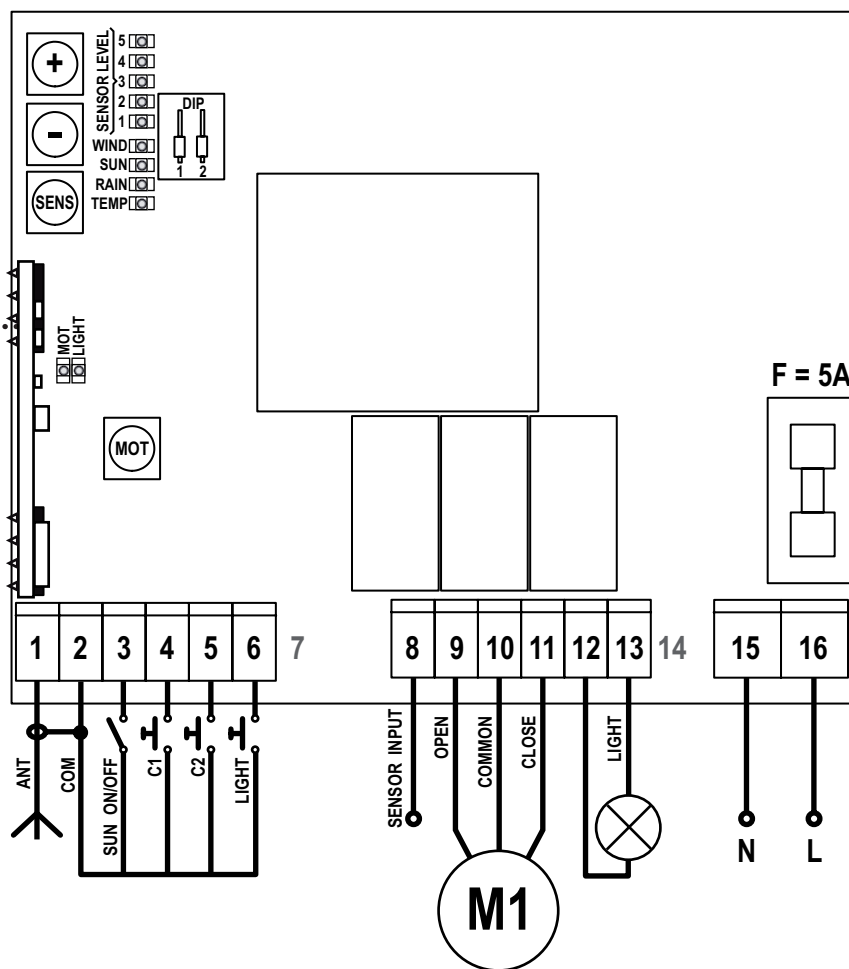 +
-
SENS
SENSOR LEVEL
5
4
3
2
1
WIND
SUN
RAIN
TEMP
DIP
1 2
MOT
LIGHT
MOT
F = 5A
1 2 3 4 5 6 7
8 9 10 11 12 13 14
15 16
ANT
COM
SUN ON/OFF
C1
C2
LIGHT
SENSOR INPUT
OPEN
COMMON
CLOSE
LIGHT
M1
N
L